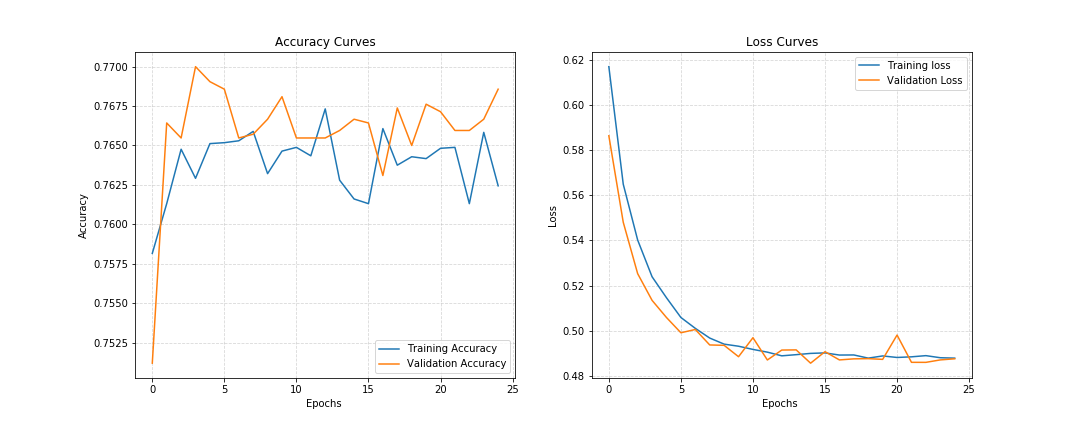 Accuracy Curves
0.7700
0.7675
0.7650
0.7625
0.7600
0.7575
0.7550
0.7525
Accuracy
0 5 10 15 20 25
Epochs
Training Accuracy
Validation Accuracy
Loss Curves
0.62
0.60
0.58
0.56
0.54
0.52
0.50
0.48
Loss
0 5 10 15 20 25
Epochs
Training loss
Validation Loss